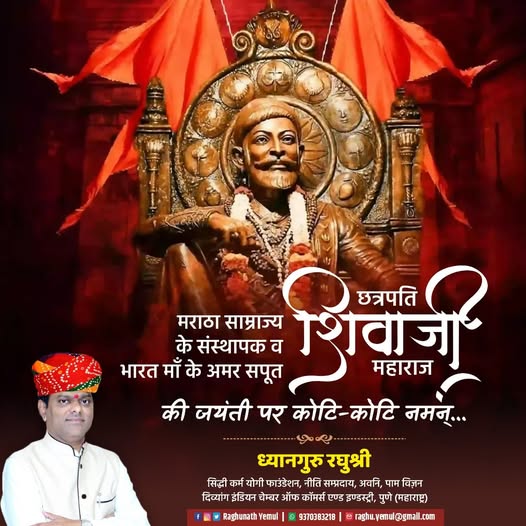 मराठा साम्राज्य
के संस्थापक व
भारत माँ के अमर सपूत
छत्रपति
शिवाजी
महाराज
की जयंती पर कोटि-कोटि नमन्...
ध्यानगुरु रघुश्री
सिद्धी कर्म योगी फाउंडेशन, नीति सम्प्रदाय, अवनि, पाम विज़न
दिव्यांग इंडियन चेम्बर ऑफ कॉमर्स एण्ड इण्डस्ट्री, पुणे (महाराष्ट्र)
Raghunath Yemul | 9370383218 | raghu.yemul@gmail.com